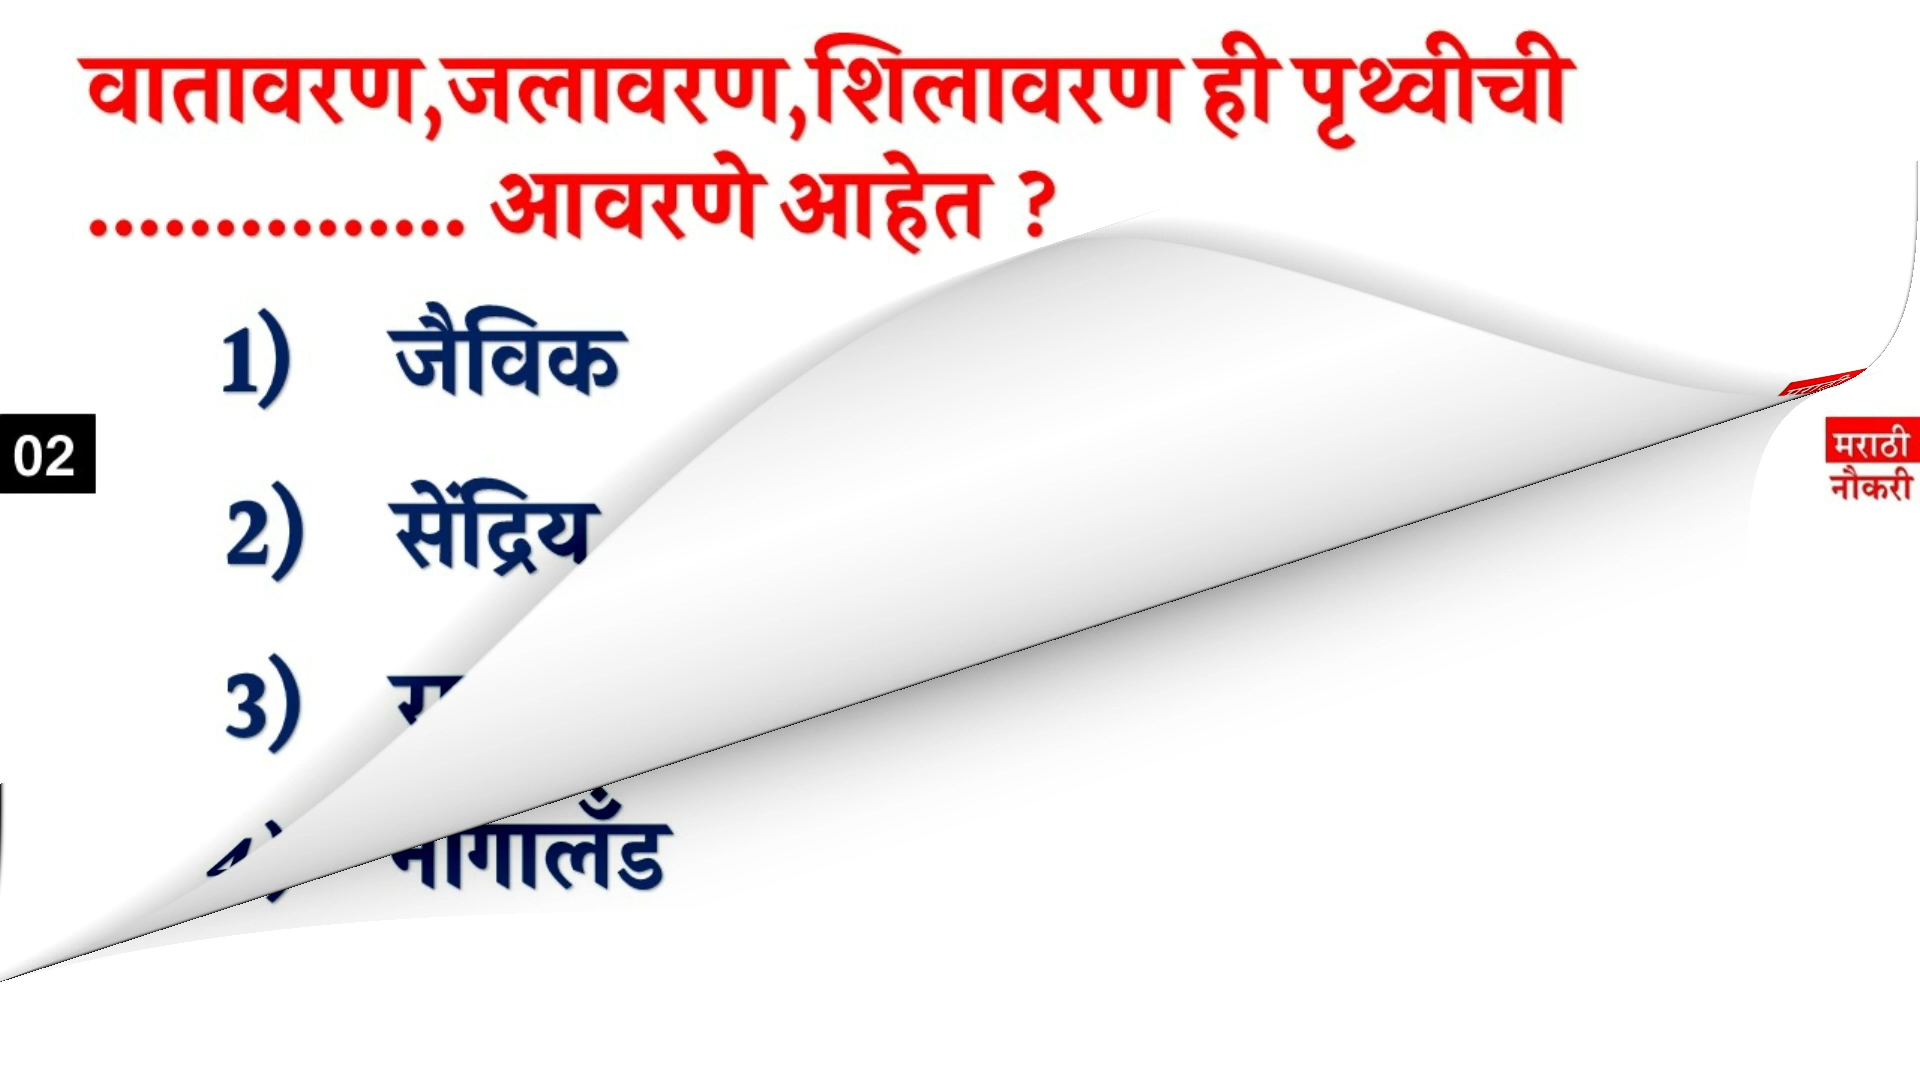 वातावरण,जलावरण,शिलावरण ही पृथ्वीची
............... आवरणे आहेत ?
1) जैविक
02
2) सेंद्रिय
मराठी
नौकरी
3)
नागालँड